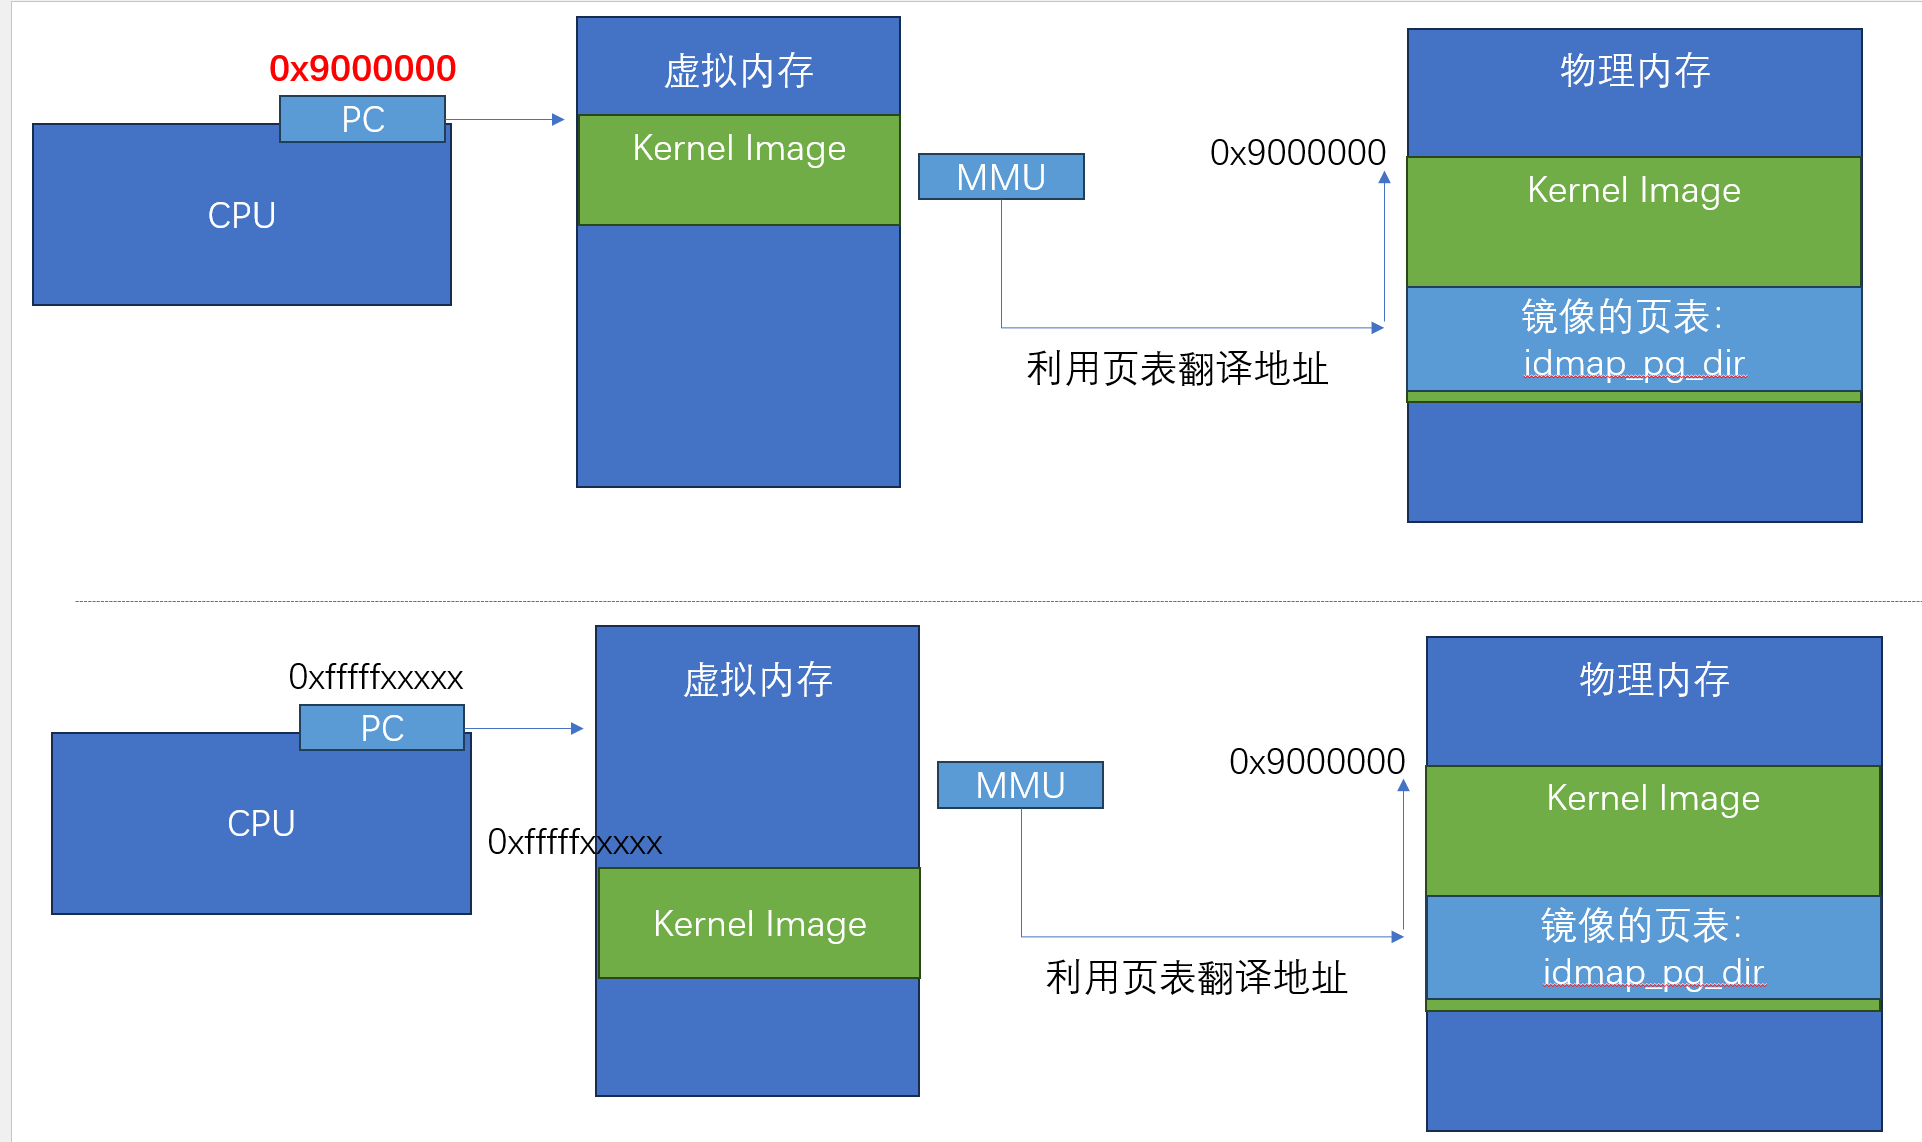 0x9000000
PC
CPU
虚拟内存
Kernel Image
MMU
0x9000000
利用页表翻译地址
物理内存
Kernel Image
镜像的页表：
idmap_pg_dir
0xfffffxxxxx
PC
CPU
0xfffffxxxxx
虚拟内存
Kernel Image
MMU
0x9000000
利用页表翻译地址
物理内存
Kernel Image
镜像的页表：
idmap_pg_dir